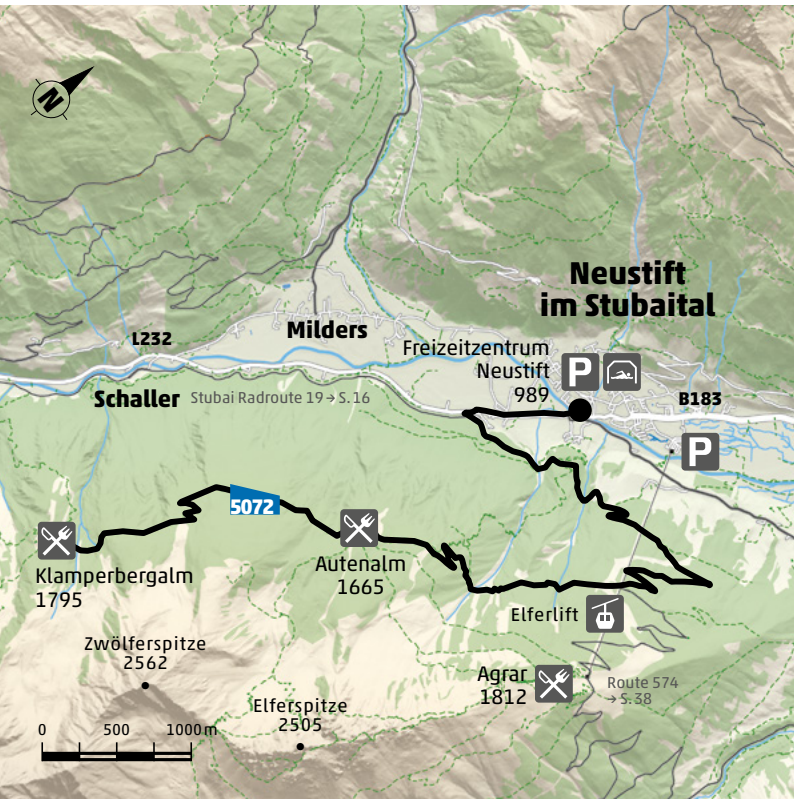 N
Neustift
im Stubaital
L232
Milders
Freizeitzentrum
Neustift
989
P
B183
Schaller
Stubai Radroute 19 → S. 16
P
5072
Klamperbergalm
1795
Autenalm
1665
Elferlift
Zwölferspitze
2562
Agrar
1812
Route 574
→ S. 38
Elferspitze
2505
0 500 1000 m